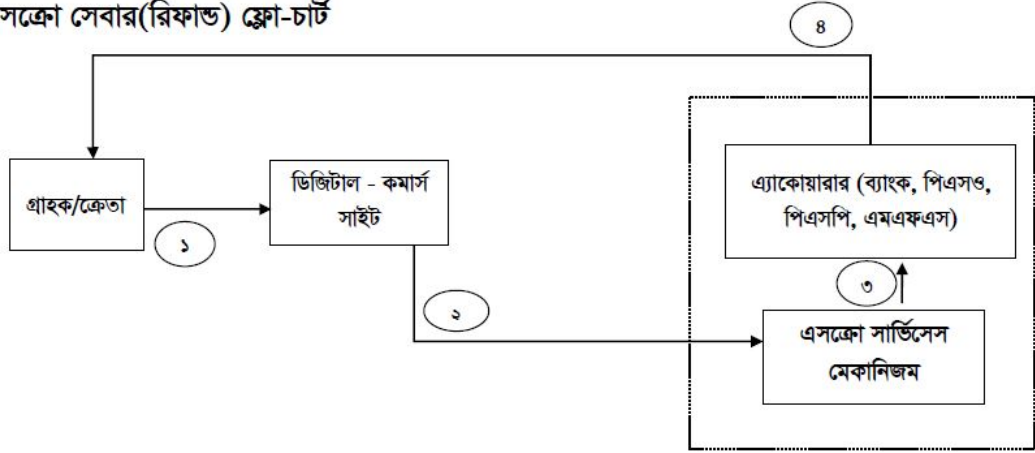 সক্রো সেবার(রিফান্ড) ফ্লো-চার্ট
৪
গ্রাহক/ক্রেতা
ডিজিটাল - কমার্স
সাইট
এ্যাকোয়ারার (ব্যাংক, পিএসও,
পিএসপি, এমএফএস)
১
৩
২
এসক্রো সার্ভিসেস
মেকানিজম